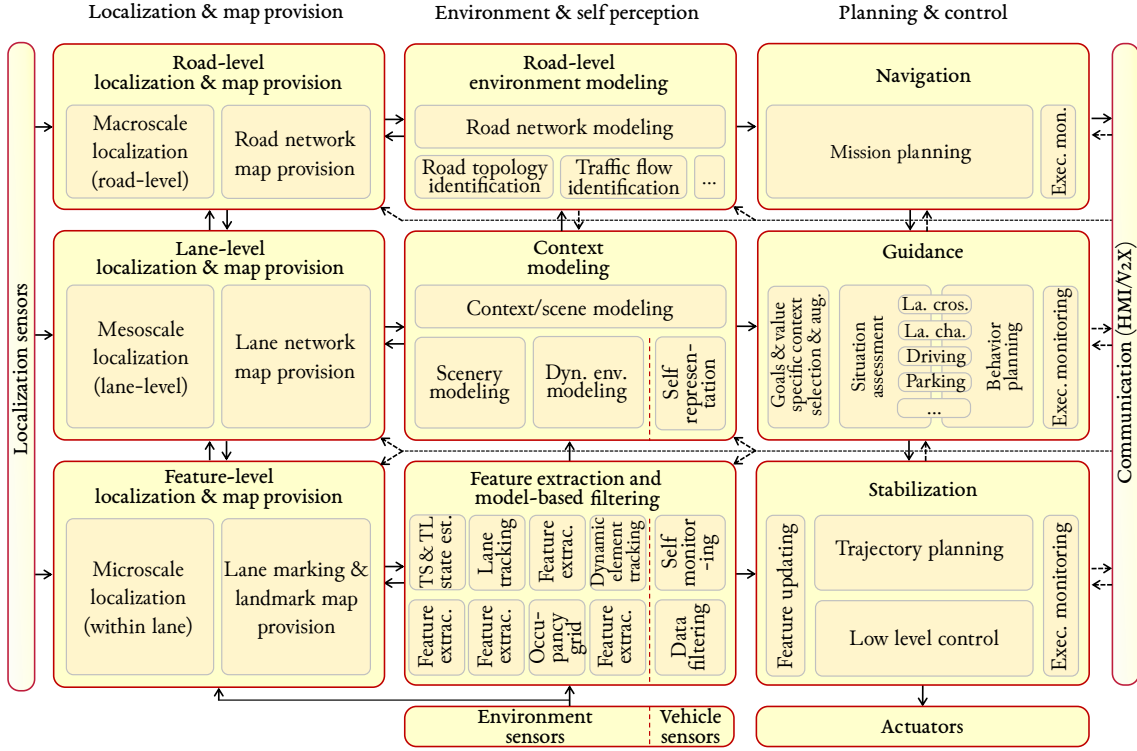 Localization & map provision
Environment & self perception
Planning & control
Localization sensors
Road-level
localization & map provision
Macroscale
localization
(road-level)
Road network
map provision
Road-level
environment modeling
Road network modeling
Road topology
identification
Traffic flow
identification
...
Navigation
Mission planning
Exec. mon.
Communication (HMI/V2X)
Lane-level
localization & map provision
Mesoscale
localization
(lane-level)
Lane network
map provision
Context
modeling
Context/scene modeling
Scenery
modeling
Dyn. env.
modeling
Self
represen-
tation
Guidance
Goals & value
specific context
selection & aug.
Situation
assessment
La. cros.
La. cha.
Driving
Parking
...
Behavior
planning
Exec. monitoring
Feature-level
localization & map provision
Microscale
localization
(within lane)
Lane marking &
landmark map
provision
Feature extraction and
model-based filtering
TS & TL
state est.
Lane
tracking
Feature
extrac.
Dynamic
element
tracking
Self
monitor
-ing
Feature
extrac.
Feature
extrac.
Occu-
pancy
grid
Feature
extrac.
Data
filtering
Stabilization
Feature updating
Trajectory planning
Low level control
Exec. monitoring
Environment
sensors
Vehicle
sensors
Actuators